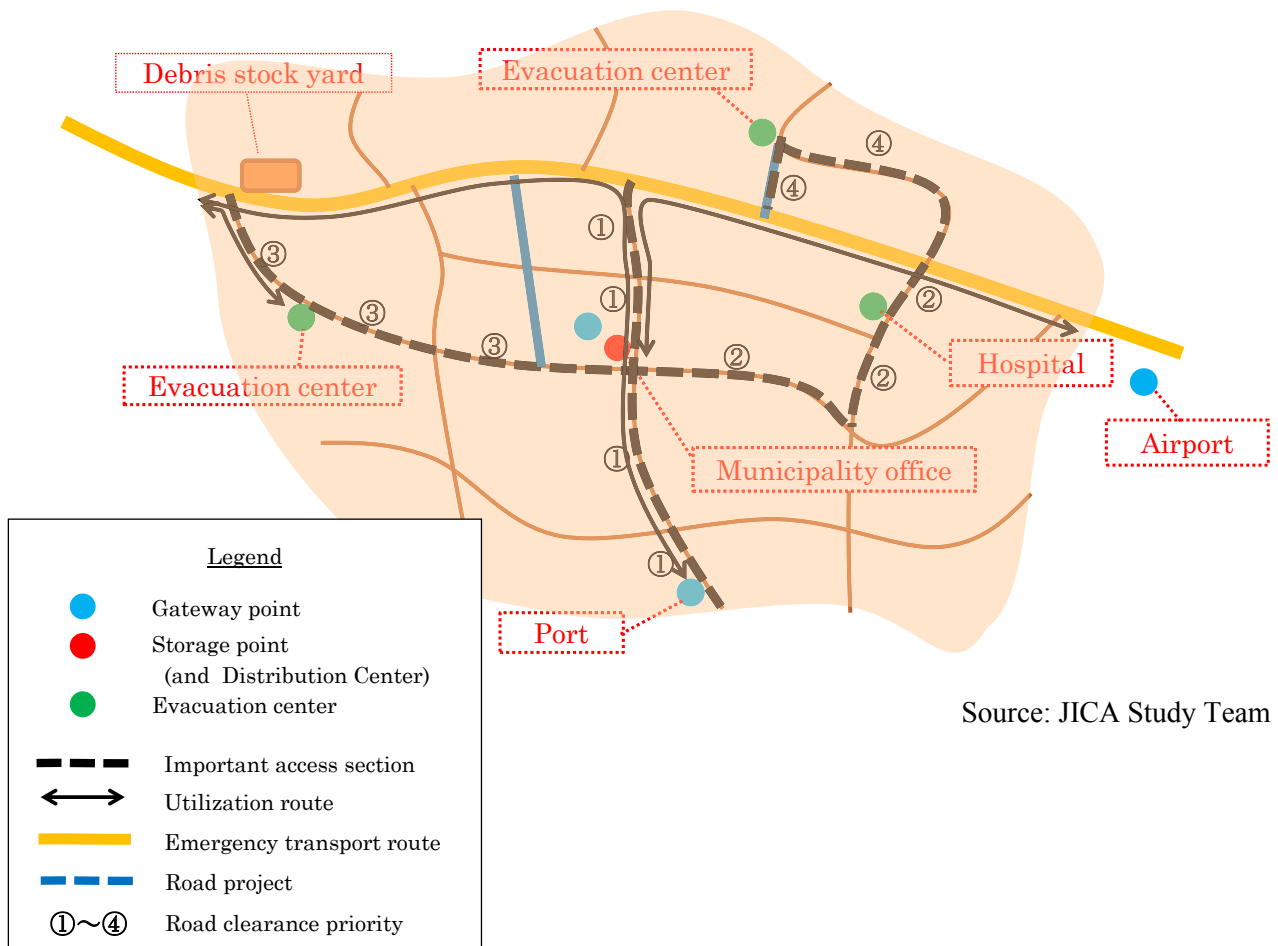 Debris stock yard
Evacuation center
④
④
①
③
①
②
③
③
②
②
Hospital
Evacuation center
Airport
①
Municipality office
①
Port
Legend
Gateway point
Storage point
(and Distribution Center)
Evacuation center
Important access section
Utilization route
Emergency transport route
Road project
①~④ Road clearance priority
Source: JICA Study Team